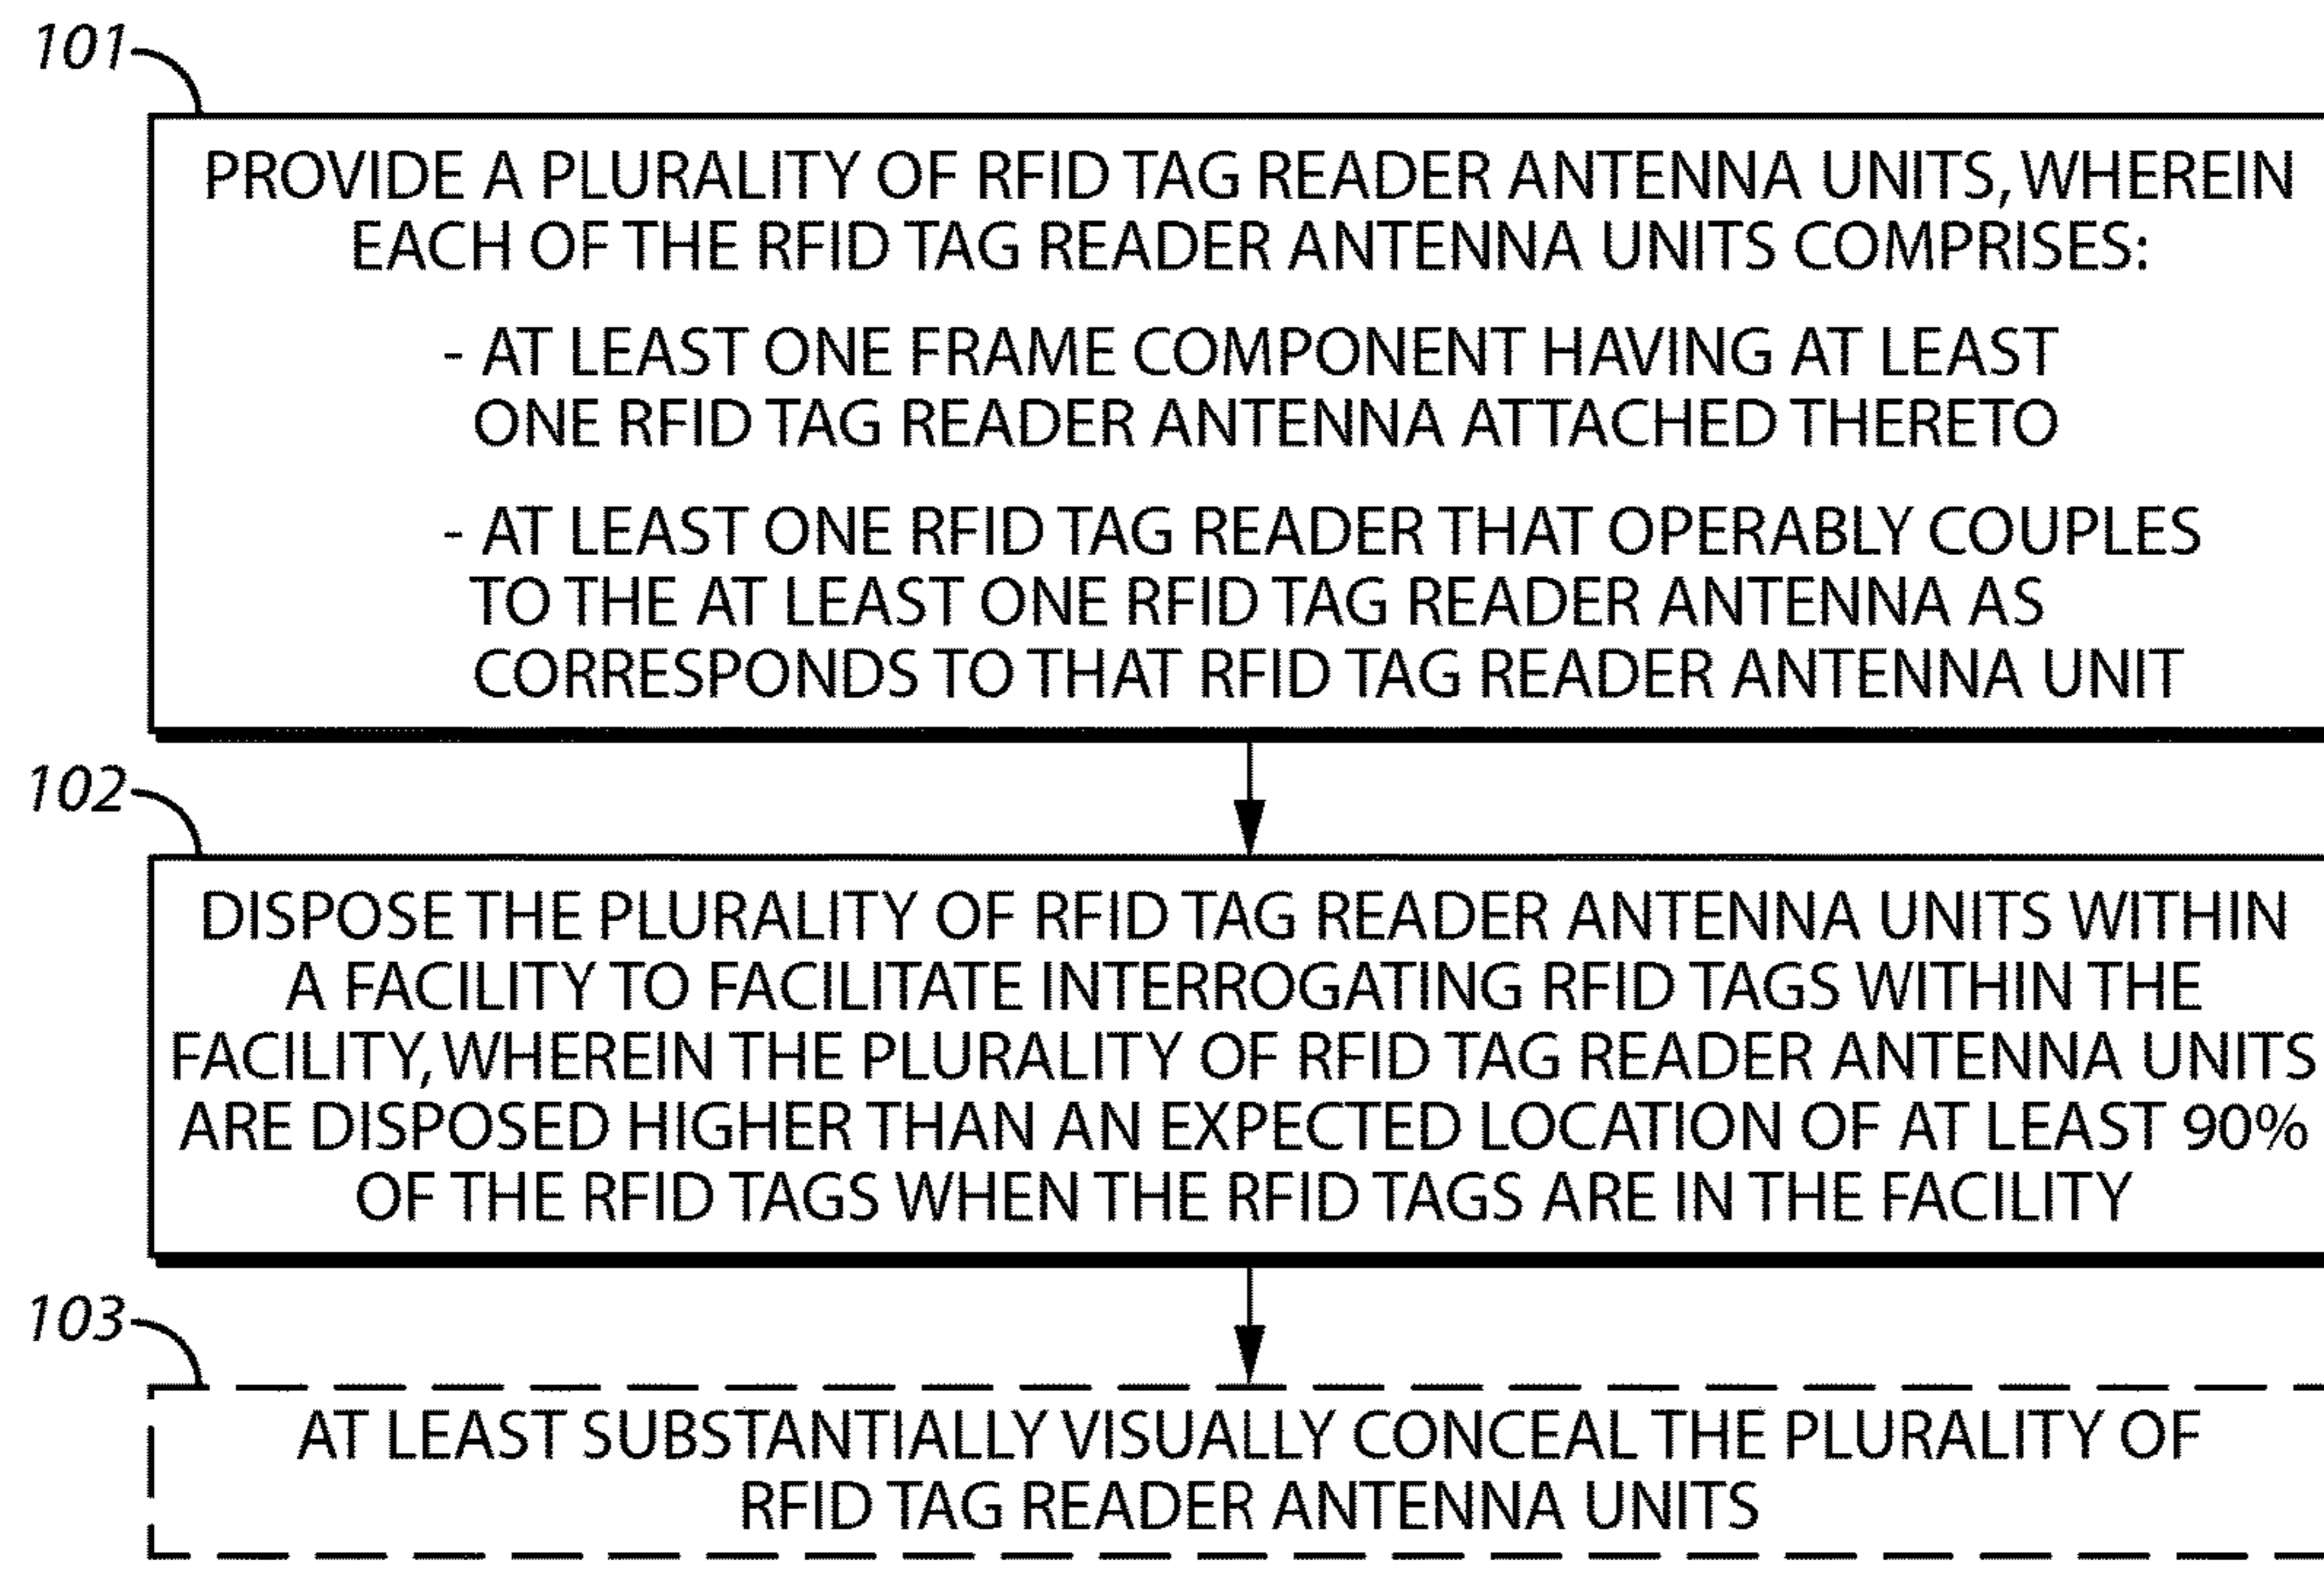 101
PROVIDE A PLURALITY OF RFID TAG READER ANTENNA UNITS, WHEREIN
EACH OF THE RFID TAG READER ANTENNA UNITS COMPRISES:
- AT LEAST ONE FRAME COMPONENT HAVING AT LEAST
ONE RFID TAG READER ANTENNA ATTACHED THERETO
- AT LEAST ONE RFID TAG READER THAT OPERABLY COUPLES
TO THE AT LEAST ONE RFID TAG READER ANTENNA AS
CORRESPONDS TO THAT RFID TAG READER ANTENNA UNIT
102
DISPOSE THE PLURALITY OF RFID TAG READER ANTENNA UNITS WITHIN
A FACILITY TO FACILITATE INTERROGATING RFID TAGS WITHIN THE
FACILITY, WHEREIN THE PLURALITY OF RFID TAG READER ANTENNA UNITS
ARE DISPOSED HIGHER THAN AN EXPECTED LOCATION OF AT LEAST 90%
OF THE RFID TAGS WHEN THE RFID TAGS ARE IN THE FACILITY
103
AT LEAST SUBSTANTIALLY VISUALLY CONCEAL THE PLURALITY OF
RFID TAG READER ANTENNA UNITS